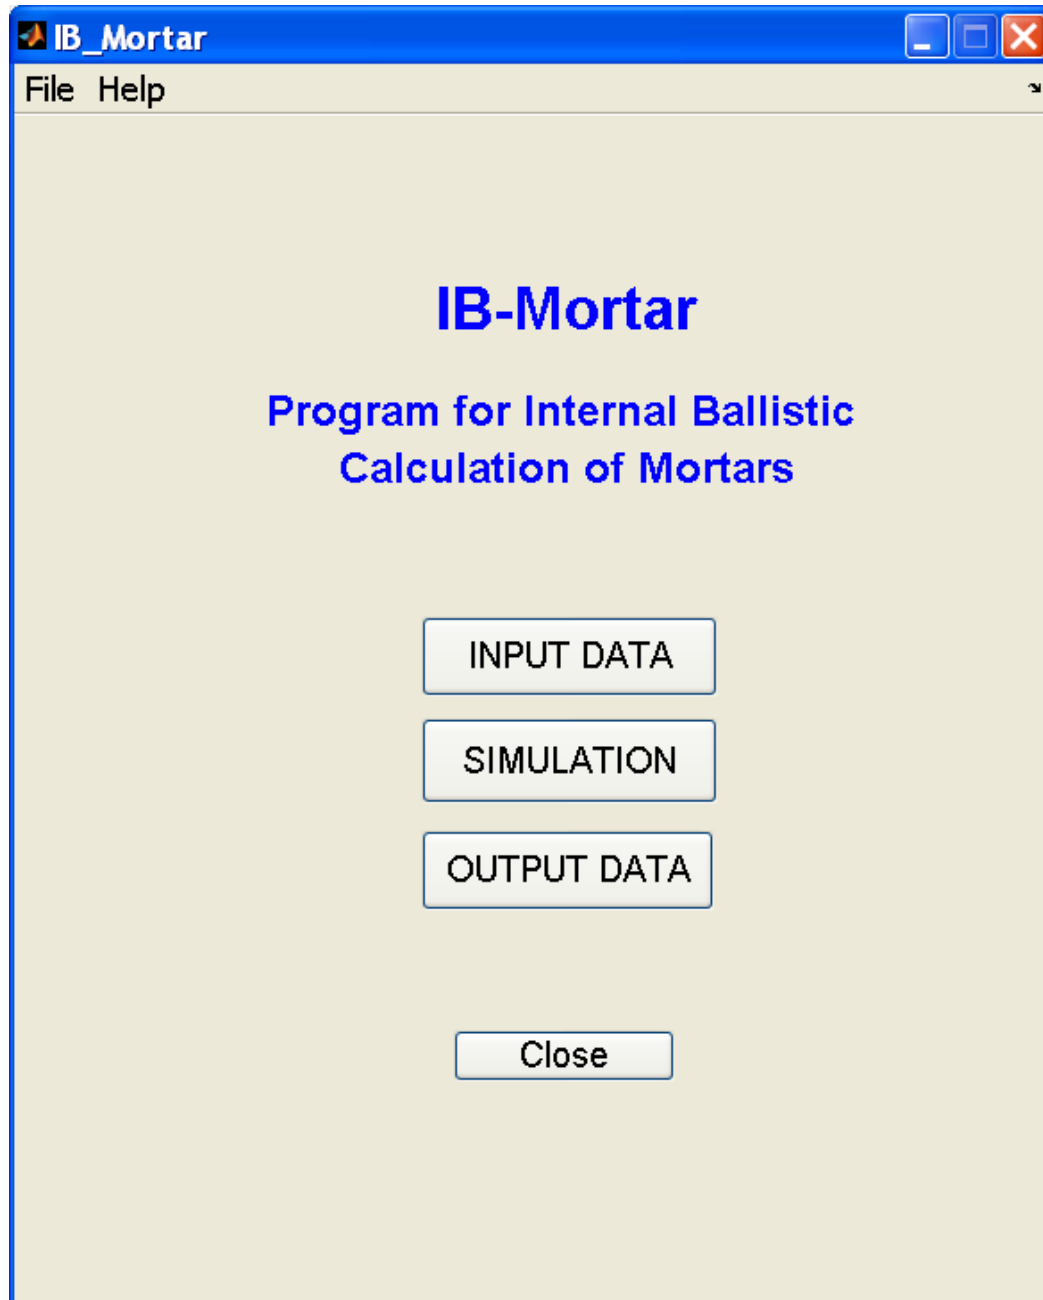 IB_Mortar
File Help
IB-Mortar
Program for Internal Ballistic
Calculation of Mortars
INPUT DATA
SIMULATION
OUTPUT DATA
Close